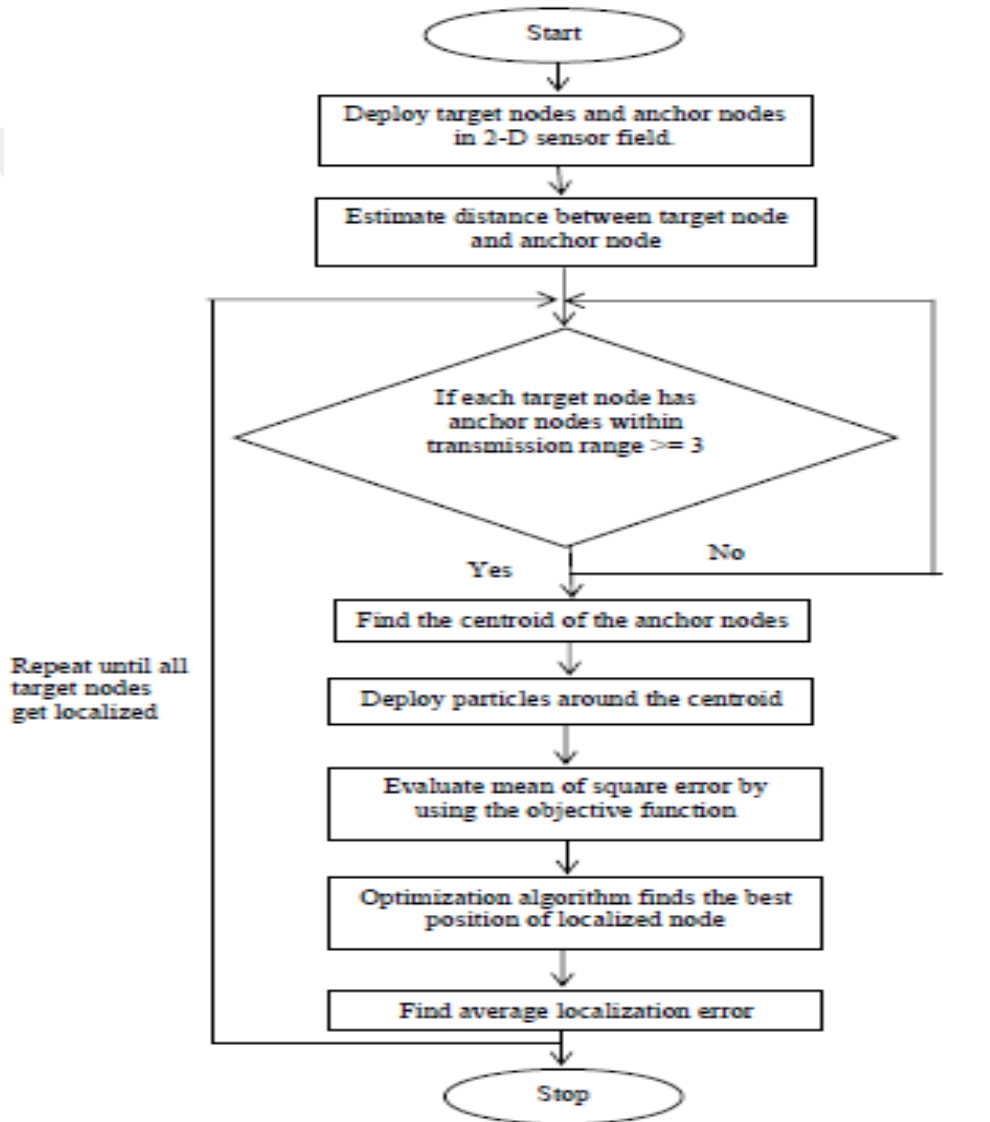 Start
Deploy target nodes and anchor nodes
in 2-D sensor field.
Estimate distance between target node
and anchor node
If each target node has
anchor nodes within
transmission range >= 3
No
Yes
Find the centroid of the anchor nodes
Repeat until all
target nodes
get localized
Deploy particles around the centroid
Evaluate mean of square error by
using the objective function
Optimization algorithm finds the best
position of localized node
Find average localization error
Stop